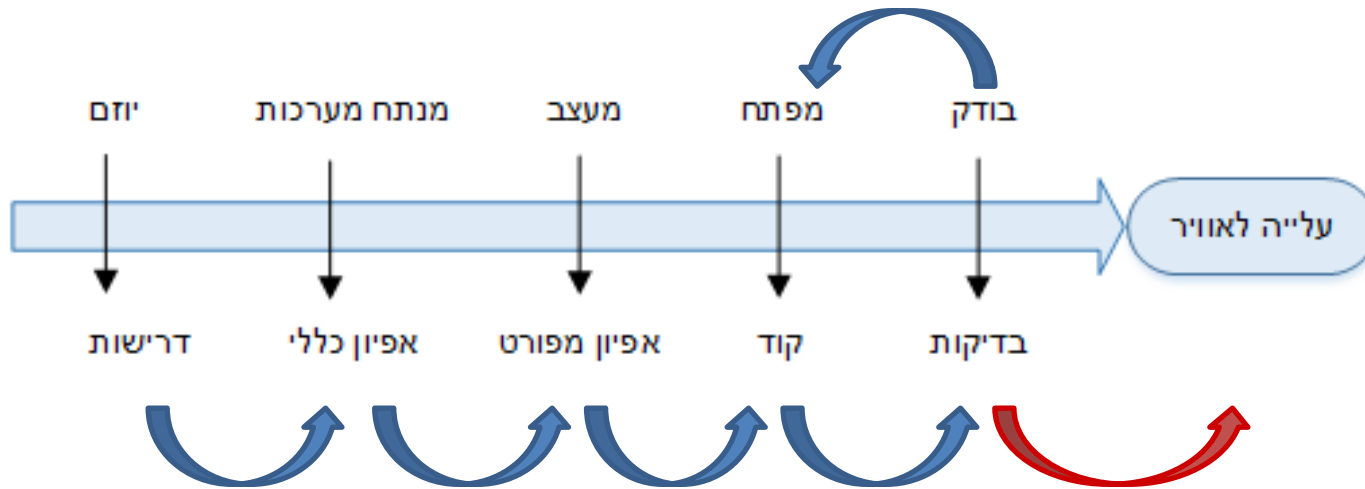 יוזם
מנתח מערכות
מעצב
מפתח
בודק
עלייה לאוויר
דרישות
אפיון כללי
אפיון מפורט
קוד
בדיקות